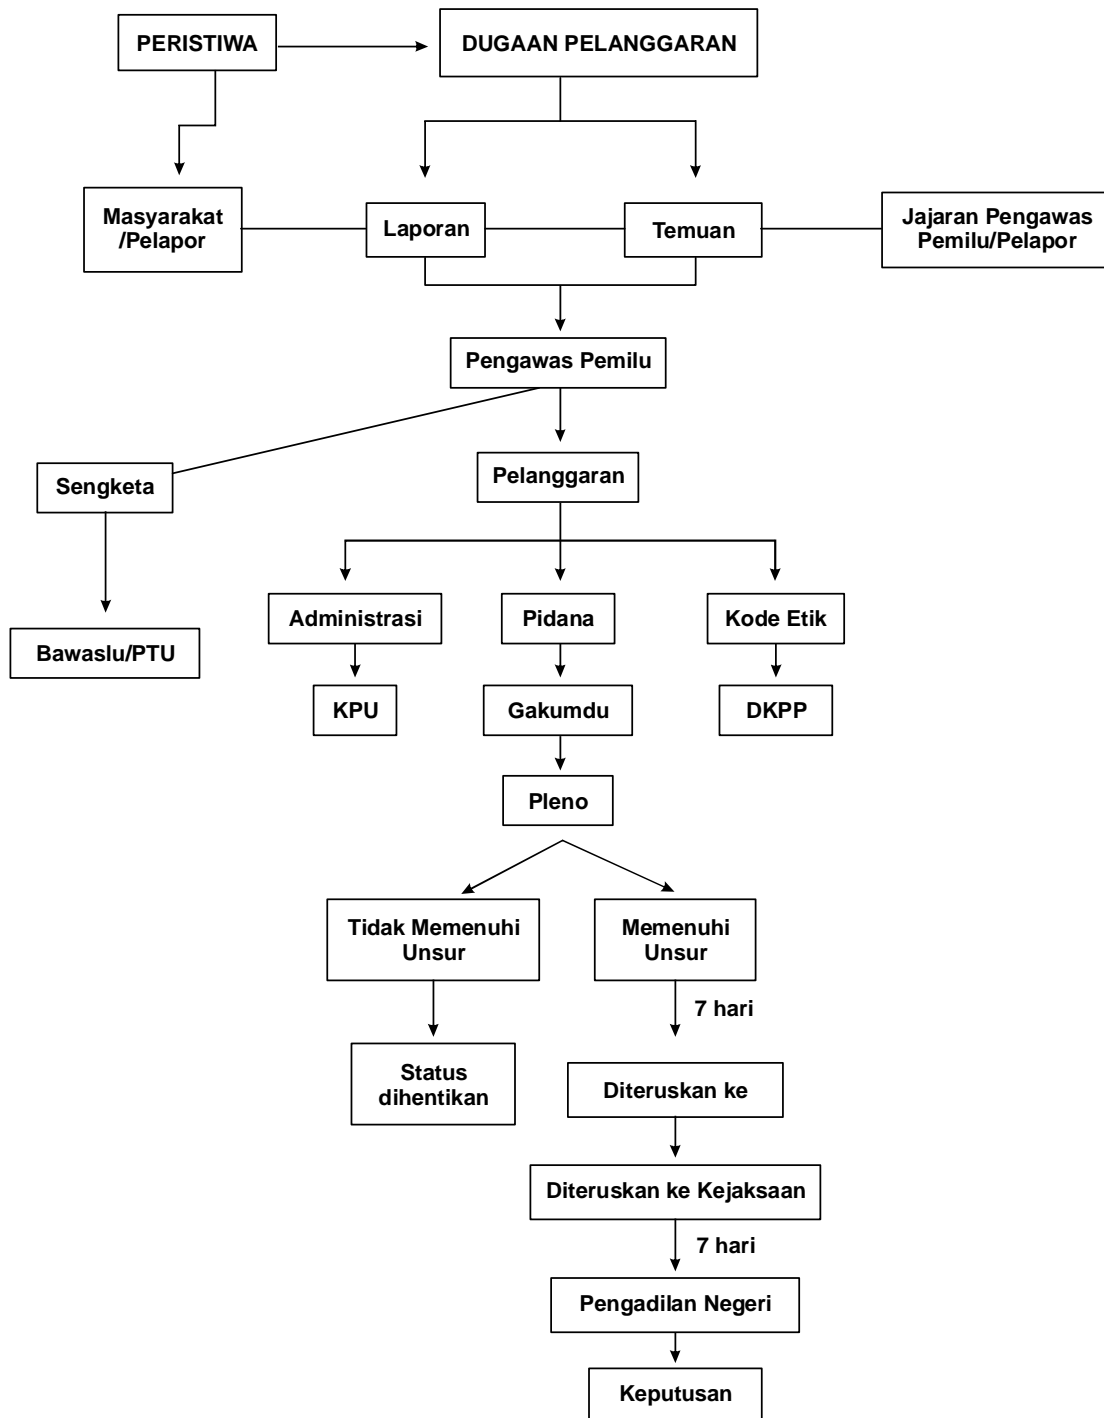 PERISTIWA
DUGAAN PELANGGARAN
Masyarakat
/Pelapor
Laporan
Temuan
Jajaran Pengawas
Pemilu/Pelapor
Pengawas Pemilu
Sengketa
Pelanggaran
Administrasi
Pidana
Kode Etik
Bawaslu/PTU
KPU
Gakumdu
DKPP
Pleno
Tidak Memenuhi
Unsur
Memenuhi
Unsur
7 hari
Status
dihentikan
Diteruskan ke
Diteruskan ke Kejaksaan
7 hari
Pengadilan Negeri
Keputusan